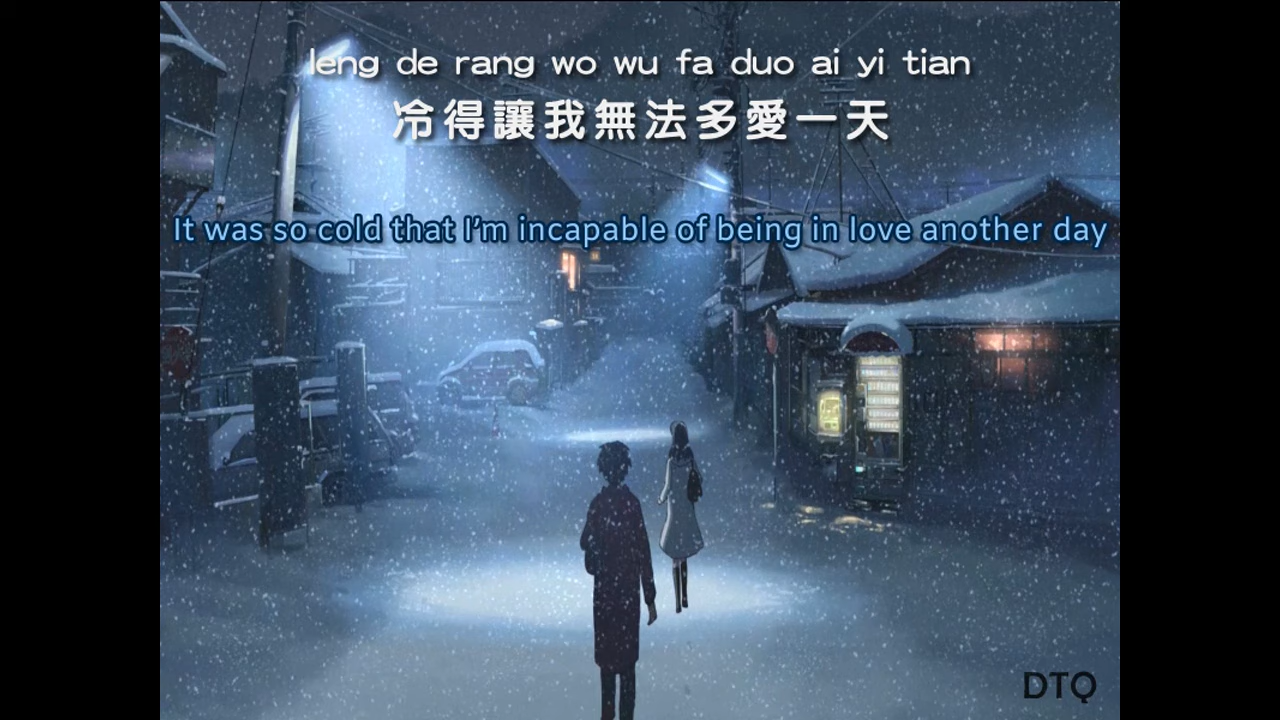 leng de rang wo wu fa duo ai yi tian
冷得讓我無法多愛一天
It was so cold that I'm incapable of being in love another day
DTQ